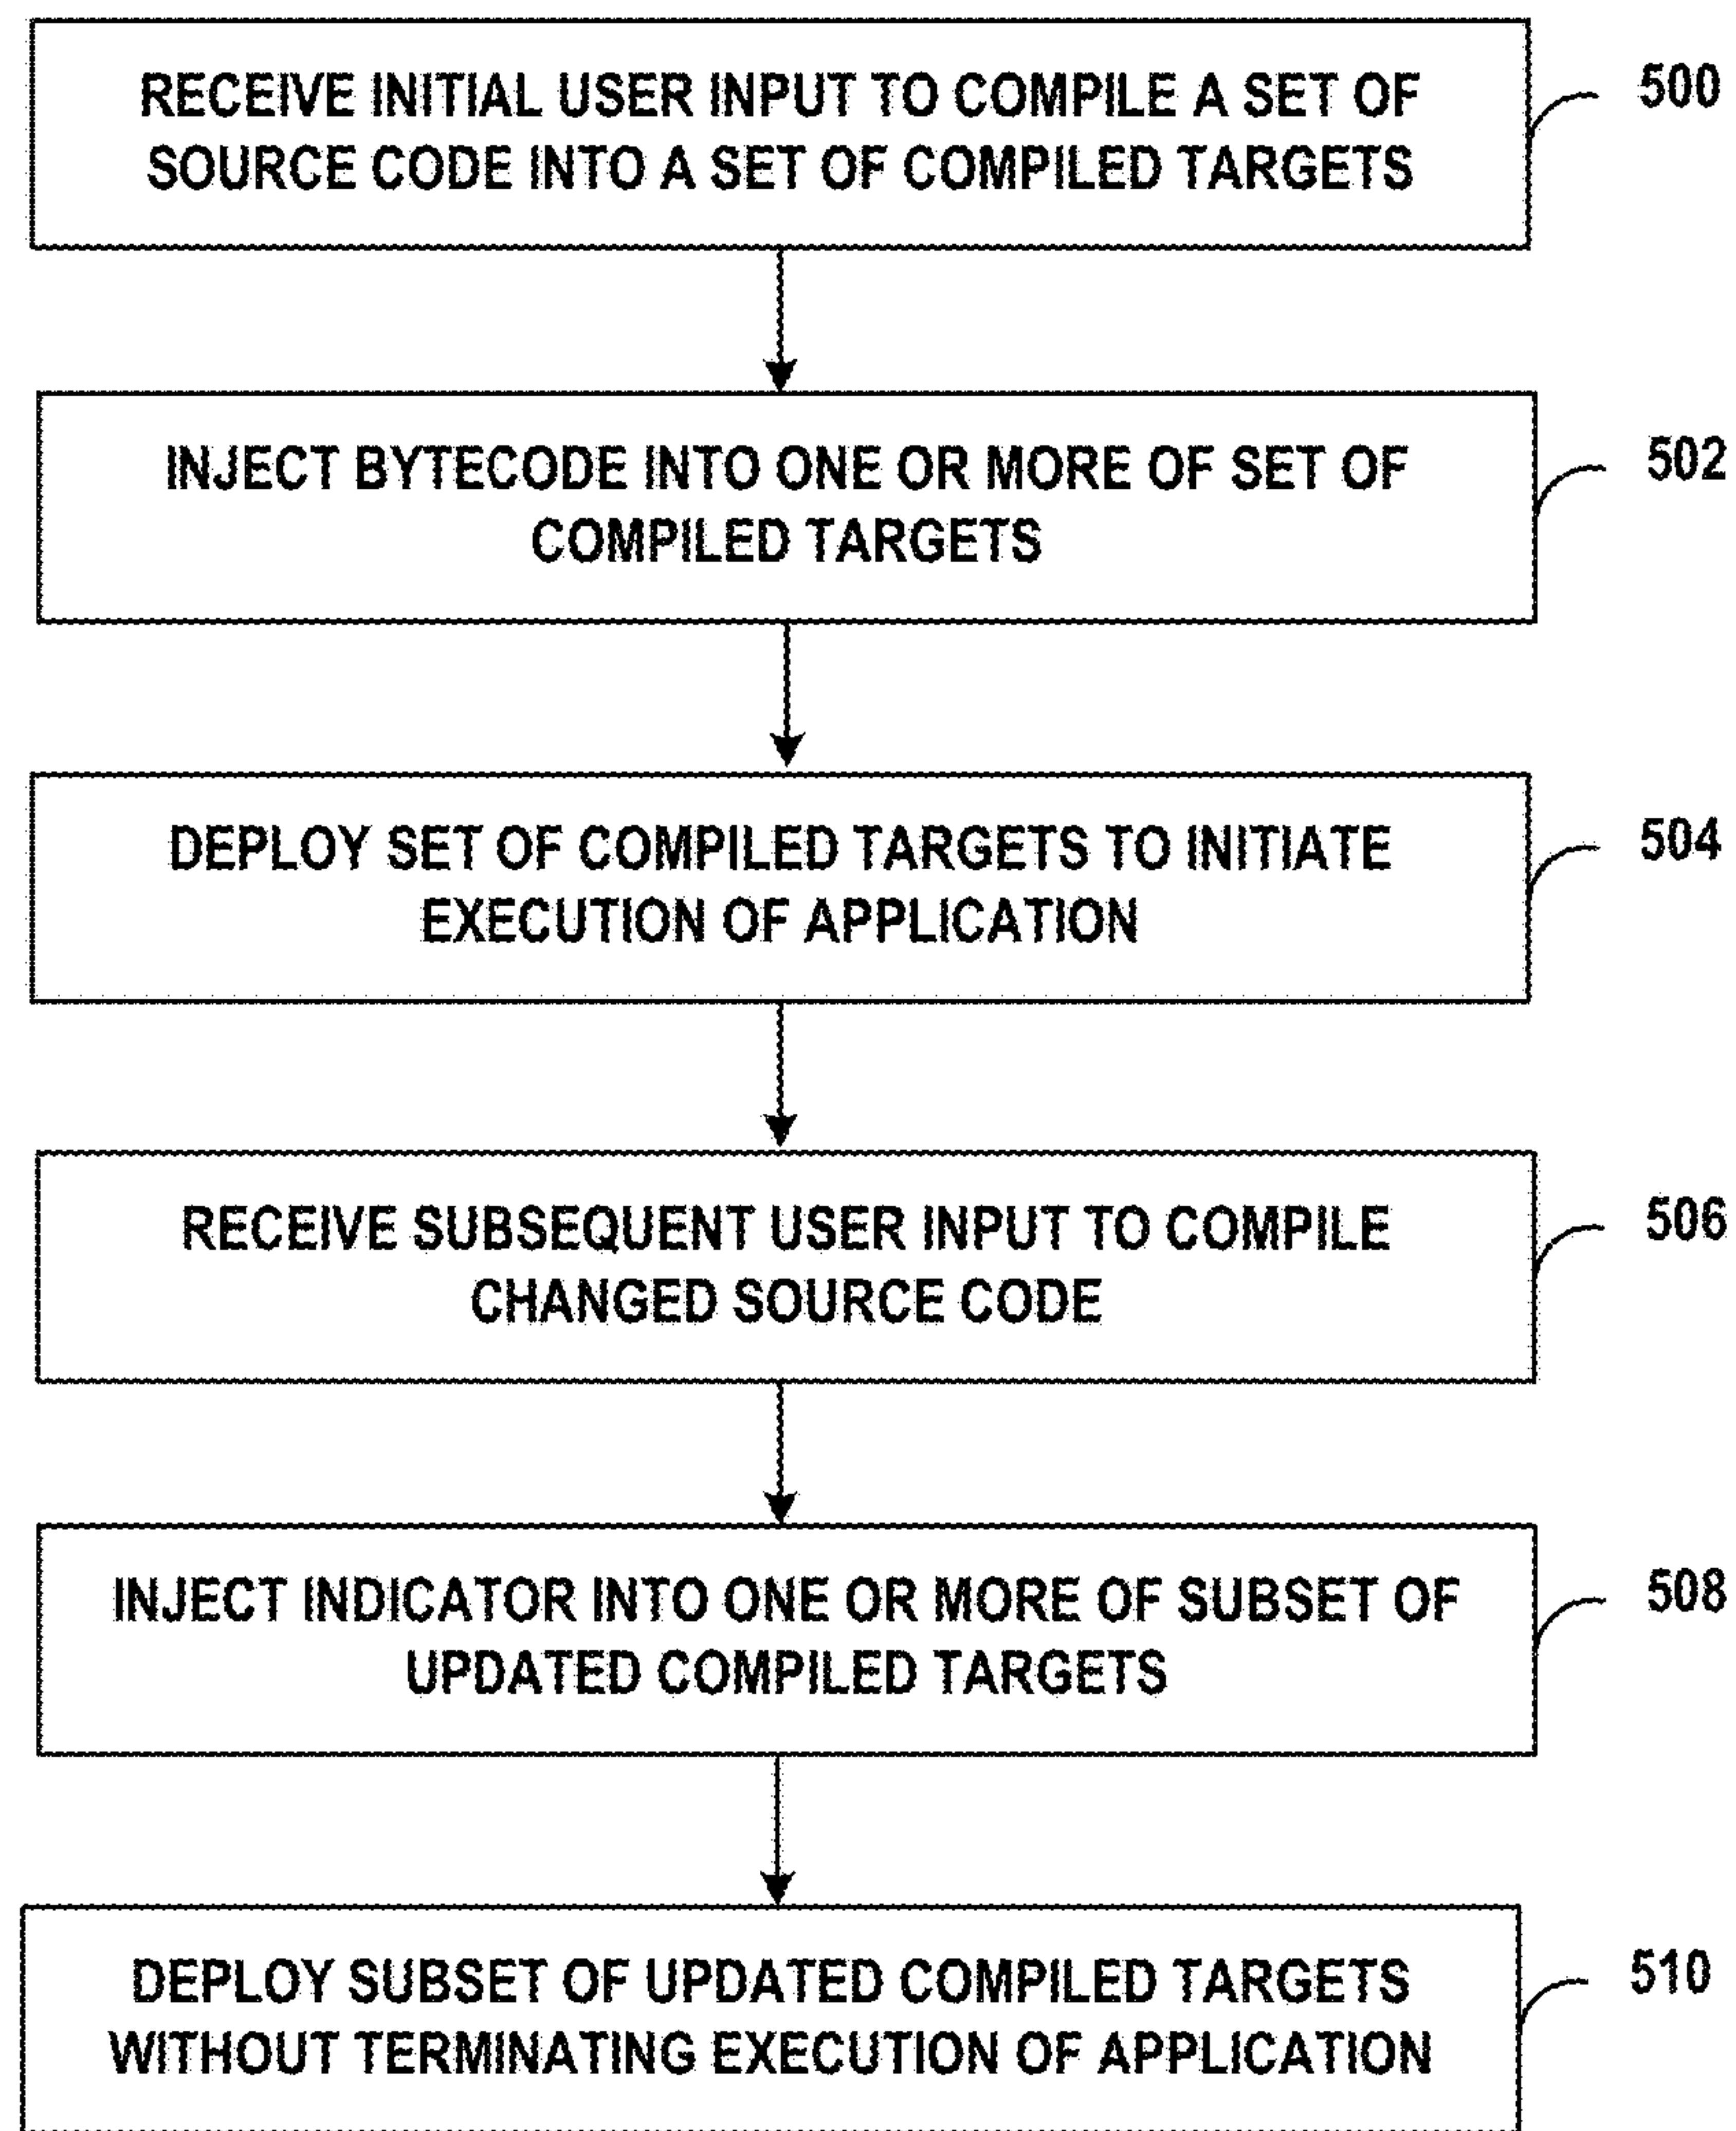 RECEIVE INITIAL USER INPUT TO COMPILE A SET OF
SOURCE CODE INTO A SET OF COMPILED TARGETS
500
INJECT BYTECODE INTO ONE OR MORE OF SET OF
COMPILED TARGETS
502
DEPLOY SET OF COMPILED TARGETS TO INITIATE
EXECUTION OF APPLICATION
504
RECEIVE SUBSEQUENT USER INPUT TO COMPILE
CHANGED SOURCE CODE
506
INJECT INDICATOR INTO ONE OR MORE OF SUBSET OF
UPDATED COMPILED TARGETS
508
DEPLOY SUBSET OF UPDATED COMPILED TARGETS
WITHOUT TERMINATING EXECUTION OF APPLICATION
510